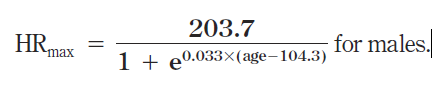 HRmax = 203.7 / 1 + e^0.033×(age−104.3) for males.